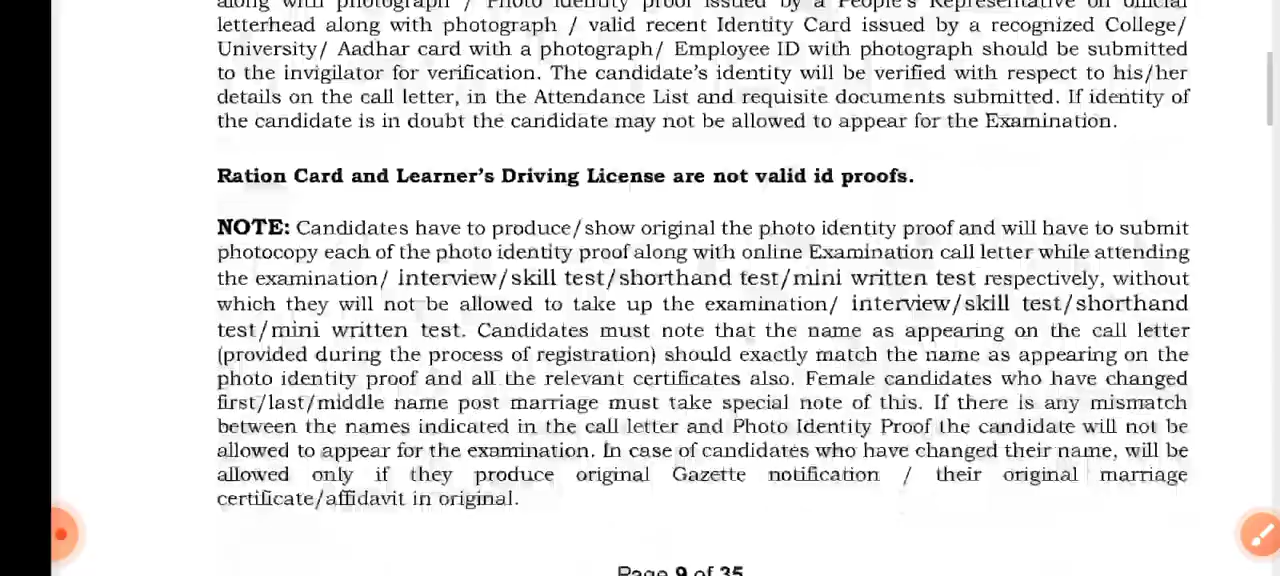 along with photograph / Photo identity proof issued by a People's Representative on official
letterhead along with photograph / valid recent Identity Card issued by a recognized College/
University/ Aadhar card with a photograph/ Employee ID with photograph should be submitted
to the invigilator for verification. The candidate's identity will be verified with respect to his/her
details on the call letter, in the Attendance List and requisite documents submitted. If identity of
the candidate is in doubt the candidate may not be allowed to appear for the Examination.
Ration Card and Learner's Driving License are not valid id proofs.
NOTE: Candidates have to produce/show original the photo identity proof and will have to submit
photocopy each of the photo identity proof along with online Examination call letter while attending
the examination/ interview/skill test/shorthand test/mini written test respectively, without
which they will not be allowed to take up the examination/ interview/skill test/shorthand
test/mini written test. Candidates must note that the name as appearing on the call letter
(provided during the process of registration) should exactly match the name as appearing on the
photo identity proof and all the relevant certificates also. Female candidates who have changed
first/last/middle name post marriage must take special note of this. If there is any mismatch
between the names indicated in the call letter and Photo Identity Proof the candidate will not be
allowed to appear for the examination. In case of candidates who have changed their name, will be
allowed only if they produce original Gazette notification / their original marriage
certificate/affidavit in original.
Page 9 of 35